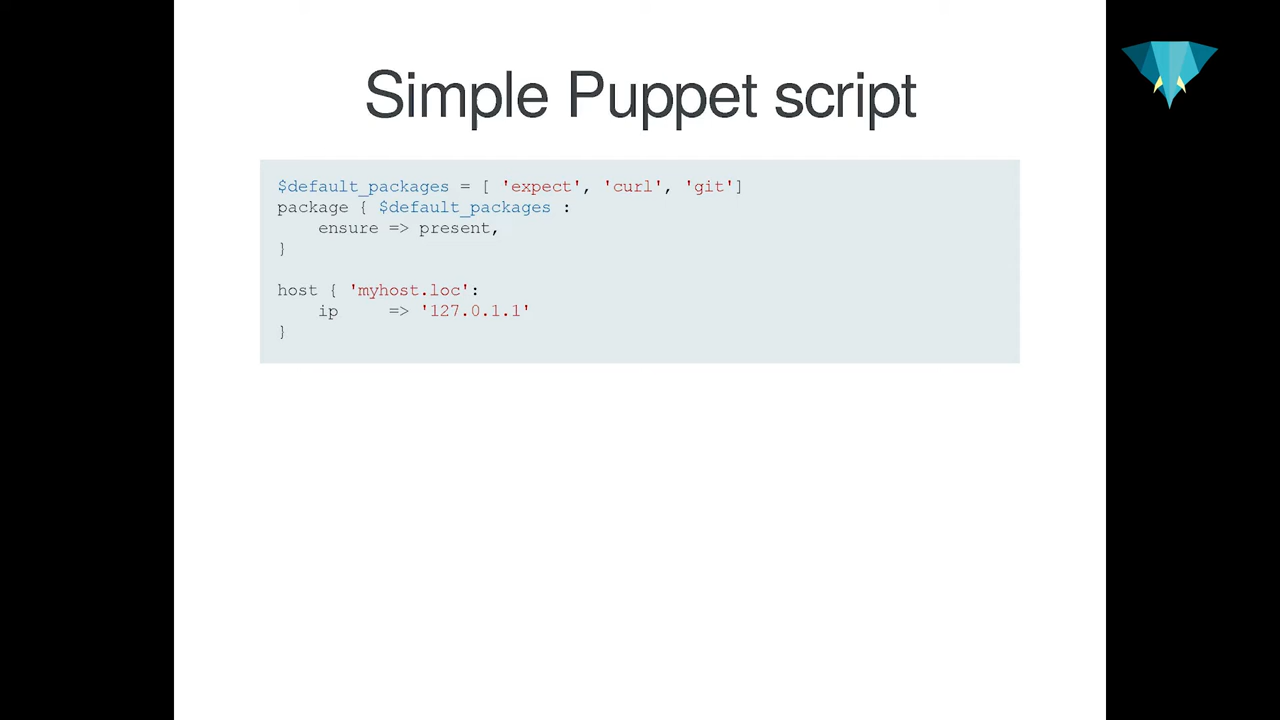 Simple Puppet script
$default_packages = [ 'expect', 'curl', 'git']
package { $default_packages :
    ensure => present,
}
host { 'myhost.loc':
    ip     => '127.0.1.1'
}